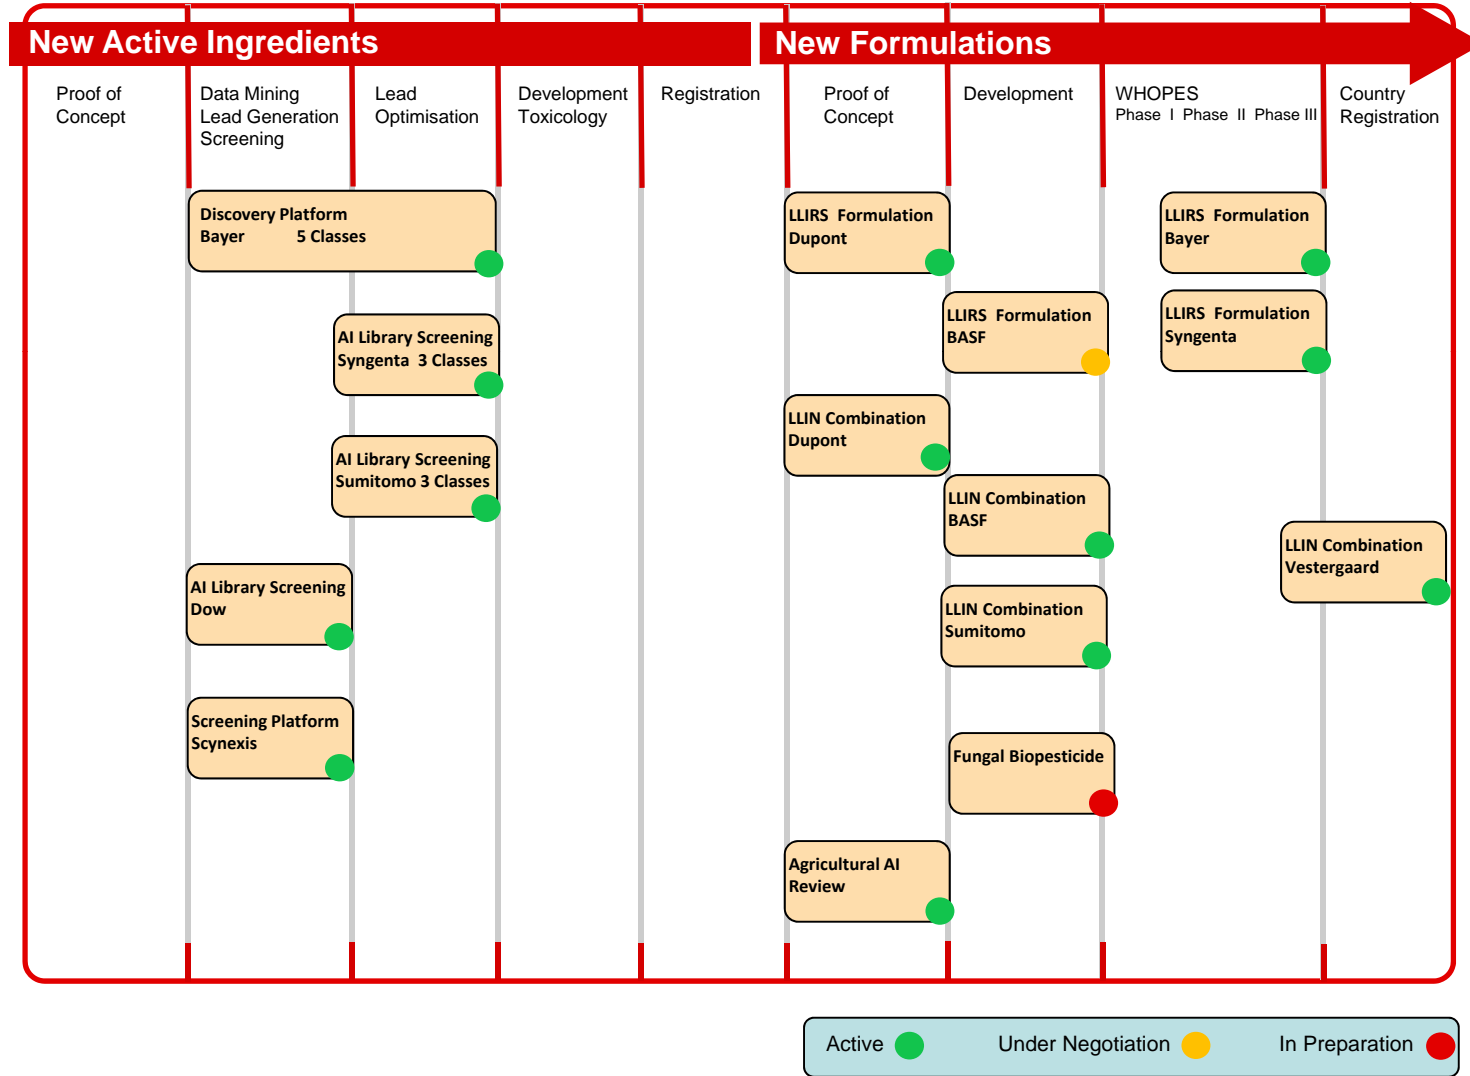 New Active Ingredients
New Formulations
Proof of
Concept
Data Mining
Lead Generation
Screening
Lead
Optimisation
Development
Toxicology
Registration
Proof of
Concept
Development
WHOPES
Phase I Phase II Phase III
Country
Registration
Discovery Platform
Bayer 5 Classes
LLIRS Formulation
Dupont
LLIRS Formulation
Bayer
AI Library Screening
Syngenta 3 Classes
LLIRS Formulation
BASF
LLIRS Formulation
Syngenta
AI Library Screening
Sumitomo 3 Classes
LLIN Combination
Dupont
LLIN Combination
BASF
LLIN Combination
Vestergaard
AI Library Screening
Dow
LLIN Combination
Sumitomo
Screening Platform
Scynexis
Fungal Biopesticide
Agricultural AI
Review
Active
Under Negotiation
In Preparation